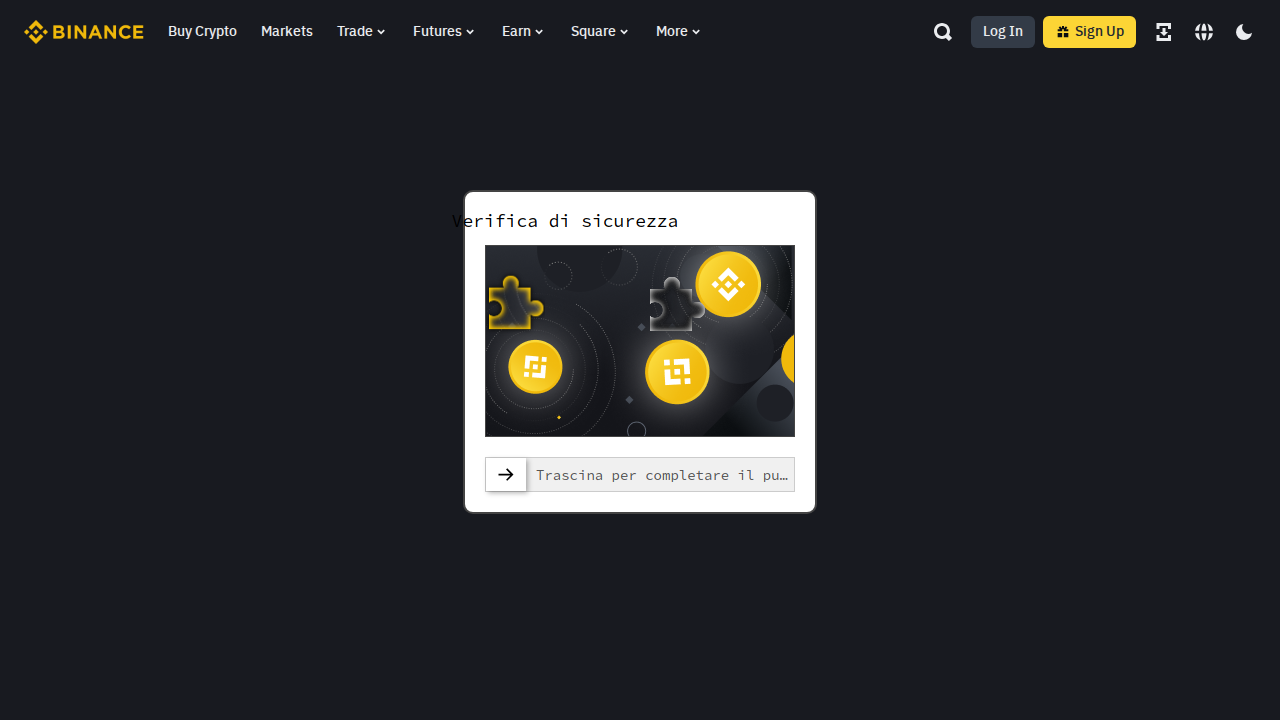 BINANCE Buy Crypto Markets Trade Futures Earn Square More Log In Sign Up
Verifica di sicurezza
Trascina per completare il pu…